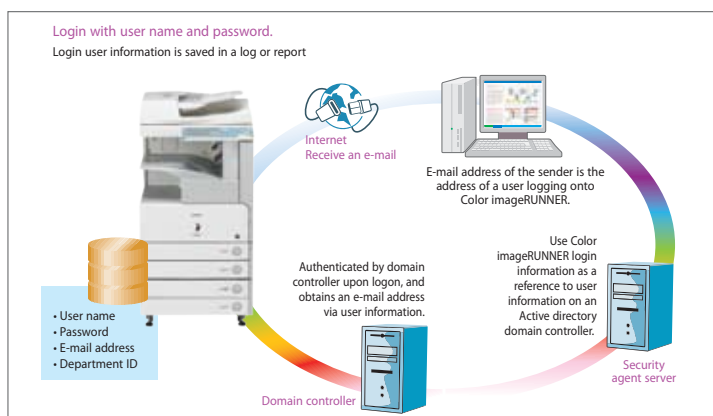 Login with user name and password.
Login user information is saved in a log or report
Internet
Receive an e-mail
E-mail address of the sender is the
address of a user logging onto
Color imageRUNNER.
Use Color
imageRUNNER login
information as a
reference to user
information on an
Active directory
domain controller.
Authenticated by domain
controller upon logon, and
obtains an e-mail address
via user information.
• User name
• Password
• E-mail address
• Department ID
Domain controller
Security
agent server